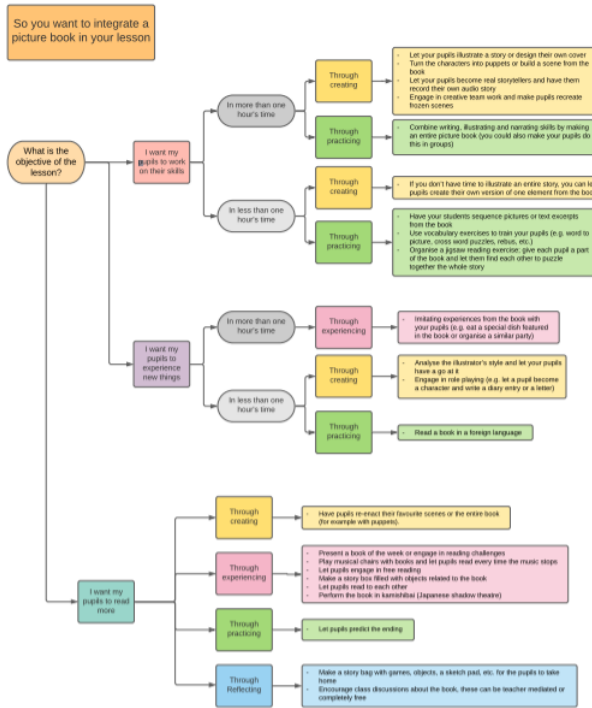 So you want to integrate a
picture book in your lesson
What is the
objective of the
lesson?
I want my
pupils to work
on their skills
In more than one
hour's time
Through
creating
- Let your pupils illustrate a story or design their own cover
- Turn the characters into puppets or build a scene from the
book
- Let your pupils become real storytellers and have them
record their own audio story
- Engage in creative team work and make pupils recreate
frozen scenes
Through
practicing
- Combine writing, illustrating and narrating skills by making
an entire picture book (you could also make your pupils do
this in groups)
In less than one
hour's time
Through
creating
- If you don't have time to illustrate an entire story, you can
pupils create their own version of one element from the
Through
practicing
- Have your students sequence pictures or text excerpts
from the book
- Use vocabulary exercises to train your pupils (e.g. word to
picture, cross word puzzles, rebus, etc.)
- Organise a jigsaw reading exercise: give each pupil a part
of the book and let them find each other to puzzle
together the whole story
I want my
pupils to
experience
new things
In more than one
hour's time
Through
experiencing
- Imitating experiences from the book with
your pupils (e.g. eat a special dish featured
in the book or organise a similar party)
In less than one
hour's time
Through
creating
- Analyse the illustrator's style and let your pupils
have a go at it
- Engage in role playing (e.g. let a pupil become
a character and write a diary entry or a letter)
Through
practicing
- Read a book in a foreign language
I want my
pupils to read
more
Through
creating
- Have pupils re-enact their favourite scenes or the entire book
(for example with puppets).
Through
experiencing
- Present a book of the week or engage in reading challenges
- Play musical chairs with books and let pupils read every time the music stops
- Let pupils engage in free reading
- Make a story box filled with objects related to the book
- Let pupils read to each other
- Perform the book in kamishibai (Japanese shadow theatre)
Through
practicing
- Let pupils predict the ending
Through
Reflecting
- Make a story bag with games, objects, a sketch pad, etc. for the pupils to take
home
- Encourage class discussions about the book, these can be teacher mediated or
completely free